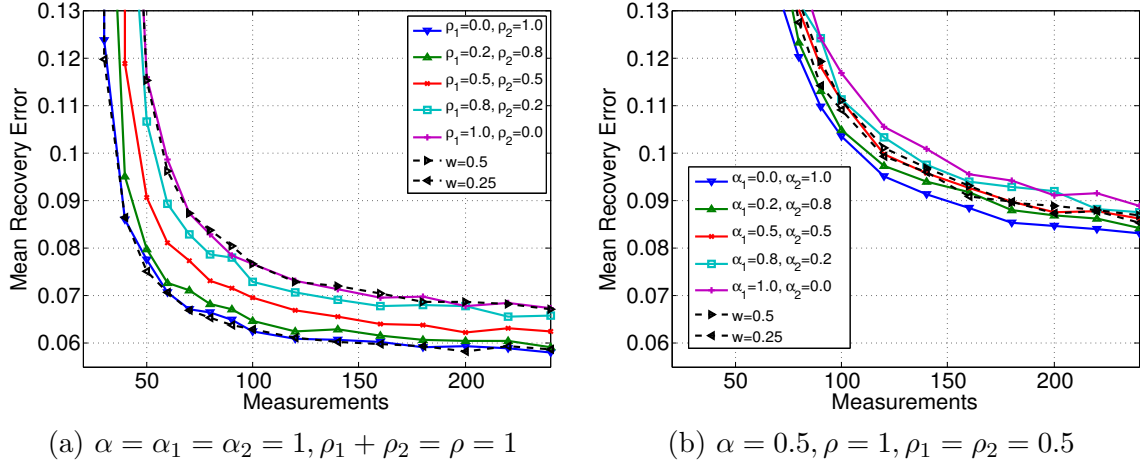 0.13
0.12
0.11
0.1
0.09
0.08
0.07
0.06
50 100 150 200
Mean Recovery Error
Measurements
ρ₁=0.0, ρ₂=1.0
ρ₁=0.2, ρ₂=0.8
ρ₁=0.5, ρ₂=0.5
ρ₁=0.8, ρ₂=0.2
ρ₁=1.0, ρ₂=0.0
w=0.5
w=0.25
(a) α = α₁ = α₂ = 1, ρ₁ + ρ₂ = ρ = 1
0.13
0.12
0.11
0.1
0.09
0.08
0.07
0.06
50 100 150 200
Mean Recovery Error
Measurements
α₁=0.0, α₂=1.0
α₁=0.2, α₂=0.8
α₁=0.5, α₂=0.5
α₁=0.8, α₂=0.2
α₁=1.0, α₂=0.0
w=0.5
w=0.25
(b) α = 0.5, ρ = 1, ρ₁ = ρ₂ = 0.5